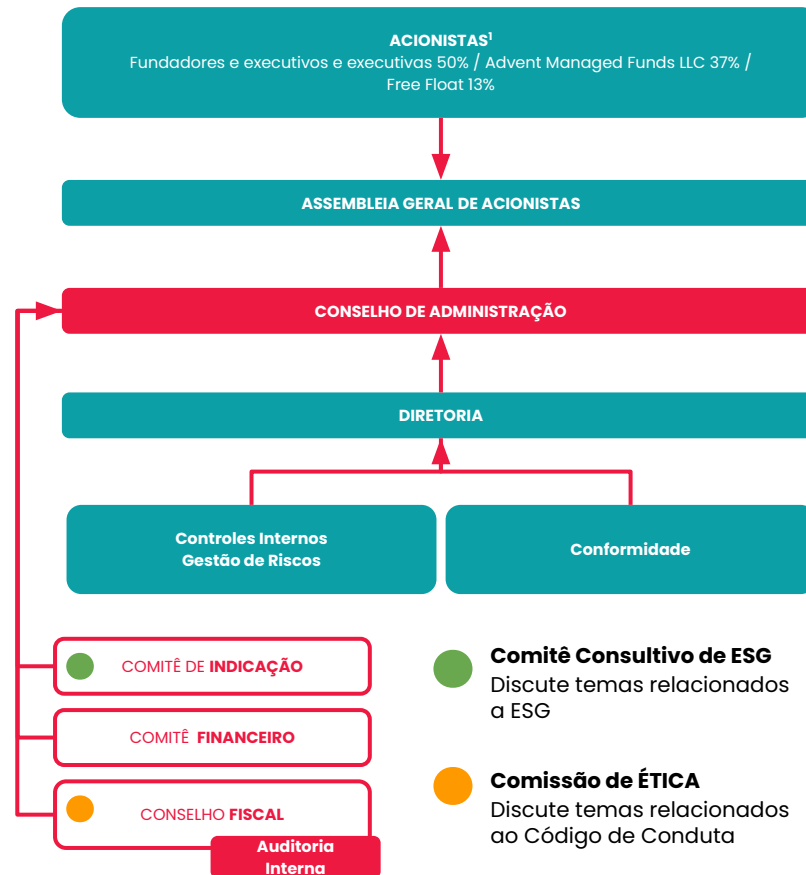 ACIONISTAS¹
Fundadores e executivos e executivas 50% / Advent Managed Funds LLC 37% /
Free Float 13%
ASSEMBLEIA GERAL DE ACIONISTAS
CONSELHO DE ADMINISTRAÇÃO
DIRETORIA
Controles Internos
Gestão de Riscos
Conformidade
COMITÊ DE INDICAÇÃO
COMITÊ FINANCEIRO
CONSELHO FISCAL
Auditoria
Interna
Comitê Consultivo de ESG
Discute temas relacionados
a ESG
Comissão de ÉTICA
Discute temas relacionados
ao Código de Conduta